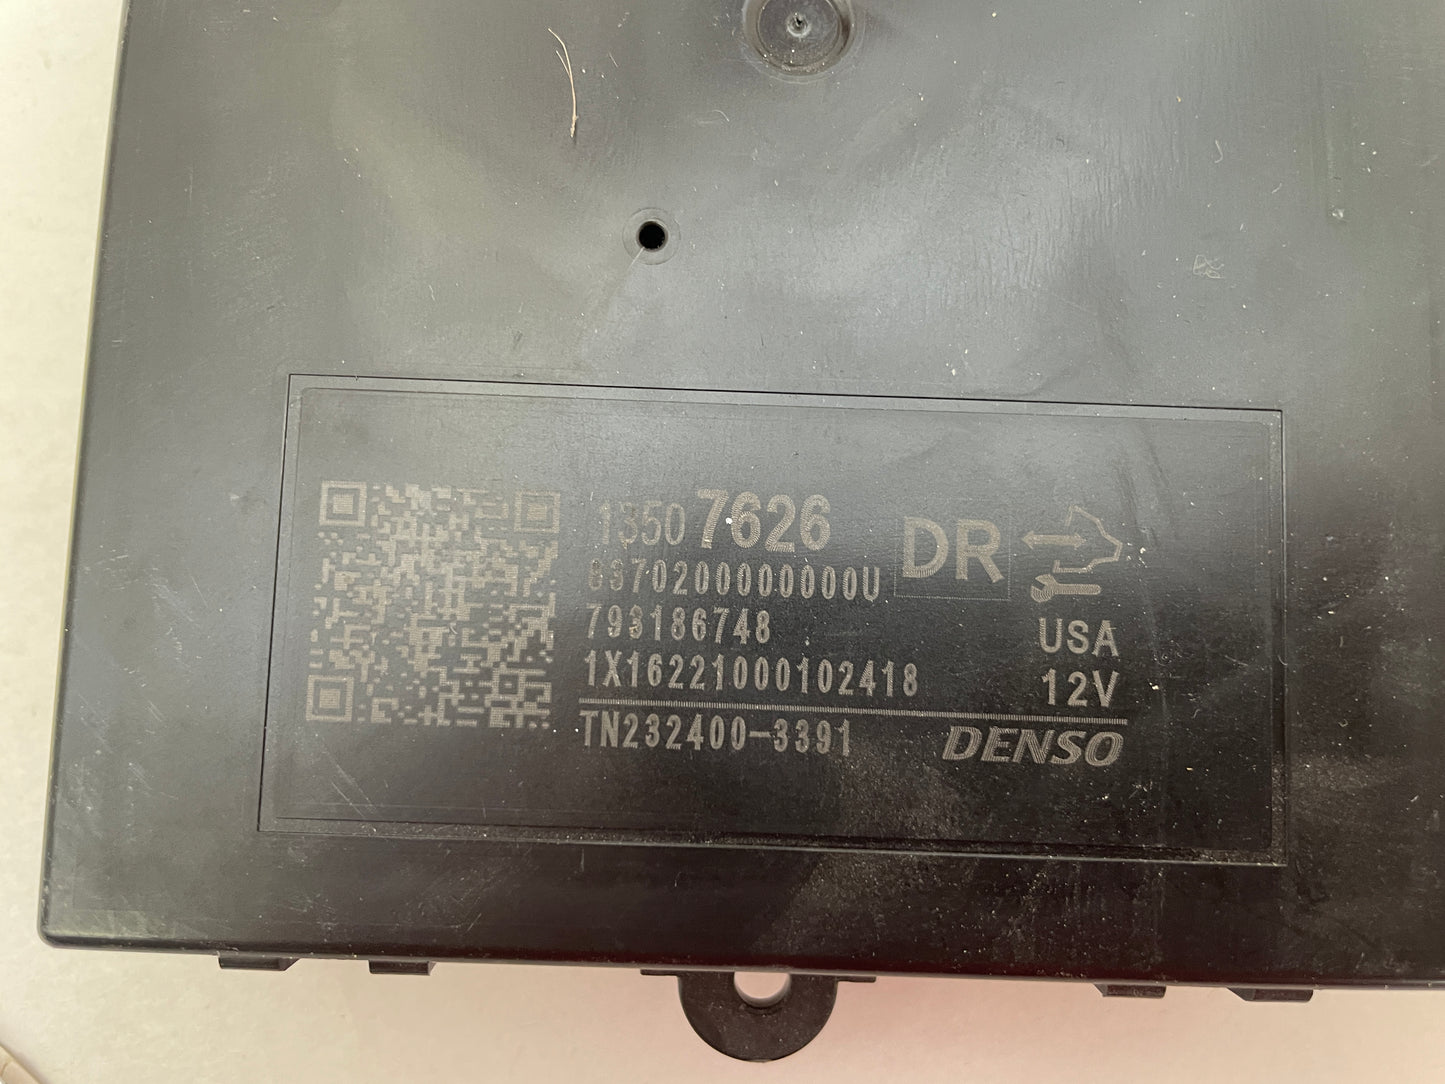 13507626
DR
8870200000000U
793186748
USA
1X16221000102418
12V
TN232400-3391
DENSO